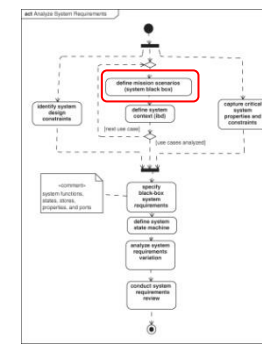 act Analyze System Requirements
define mission scenarios
(system black box)
identify system
design
constraints
define system
context (ibd)
capture critical
system
properties and
constraints
[next use case]
[use cases analyzed]
«comment»
system functions,
states, stores,
properties, and ports
specify
black-box
system
requirements
define system
state machine
analyze system
requirements
variation
conduct system
requirements
review